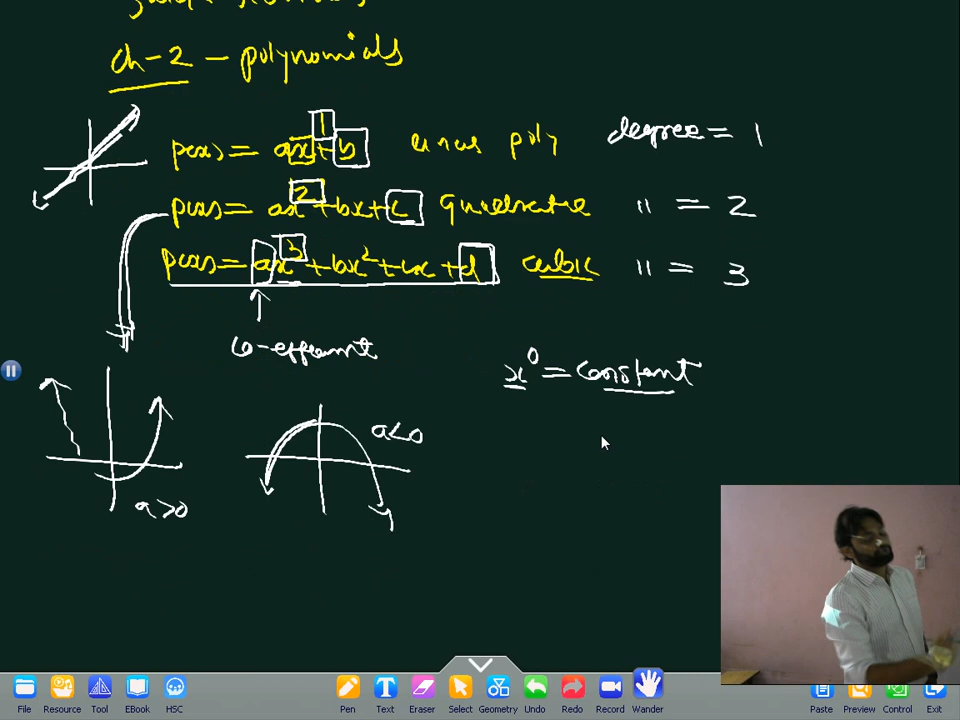 ch-2 - polynomials
p(x) = ax¹+b linear poly degree = 1
p(x) = ax²+bx+c Quadratic " = 2
p(x) = ax³+bx²+cx+d cubic " = 3
co-efficient
x⁰ = constant
a<0
a>0
File Resource Tool EBook HSC Pen Text Eraser Select Geometry Undo Redo Record Wander Paste Preview Control Exit